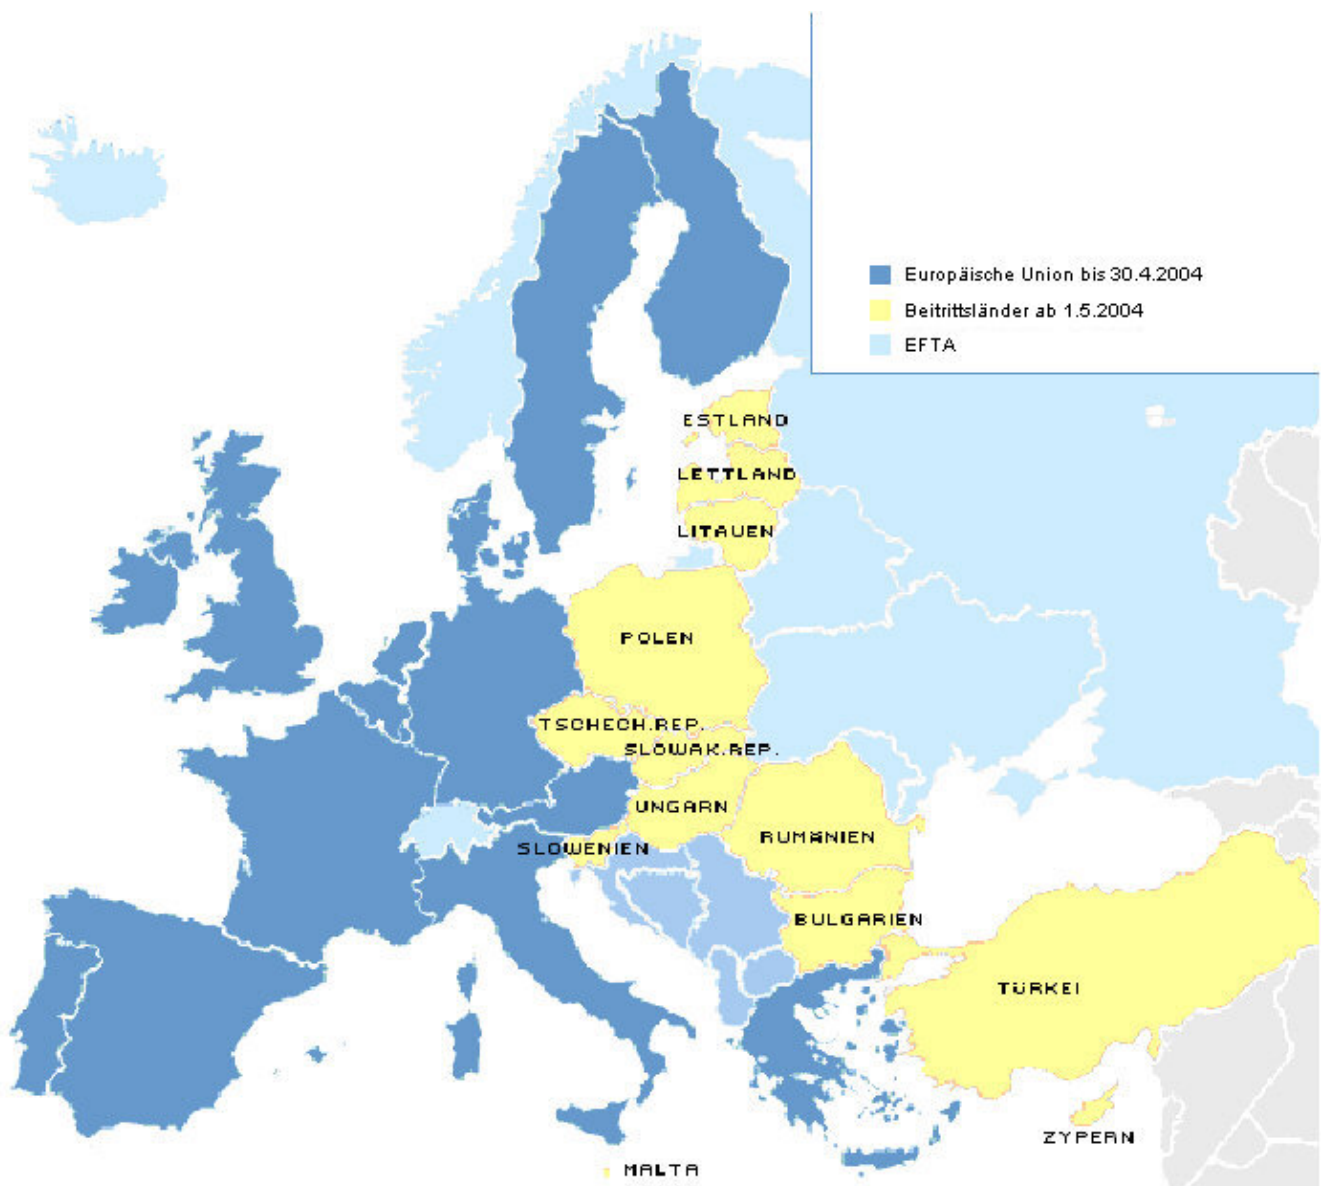 Europäische Union bis 30.4.2004
Beitrittsländer ab 1.5.2004
EFTA
ESTLAND
LETTLAND
LITAUEN
POLEN
TSCHECH.REP.
SLOWAK.REP.
UNGARN
RUMÄNIEN
SLOWENIEN
BULGARIEN
TÜRKEI
ZYPERN
MALTA